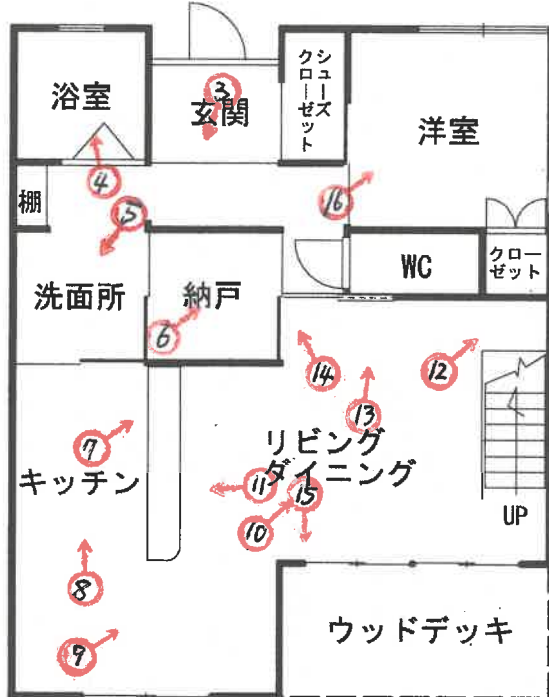 浴室
玄関
シューズ
クローゼット
洋室
3
4
棚
5
16
洗面所
納戸
WC
クロー
ゼット
6
14
12
13
7
リビング
ダイニング
キッチン
11
15
10
UP
8
9
ウッドデッキ